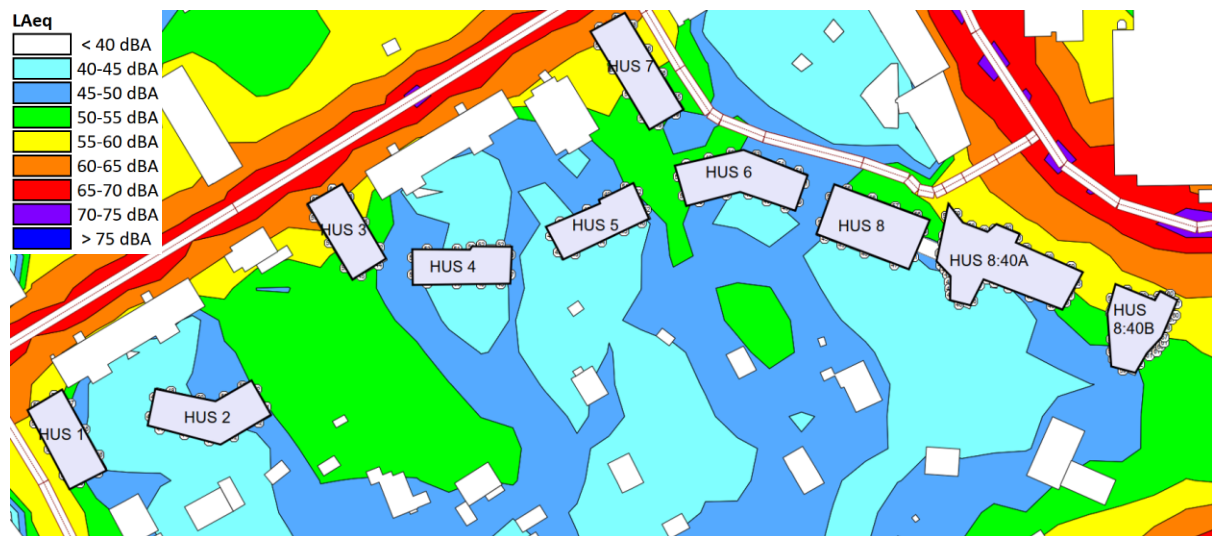 LAeq
< 40 dBA
40-45 dBA
45-50 dBA
50-55 dBA
55-60 dBA
60-65 dBA
65-70 dBA
70-75 dBA
> 75 dBA
HUS 7
HUS 6
HUS 3
HUS 5
HUS 8
HUS 4
HUS 8:40A
HUS
8:40B
HUS 2
HUS 1